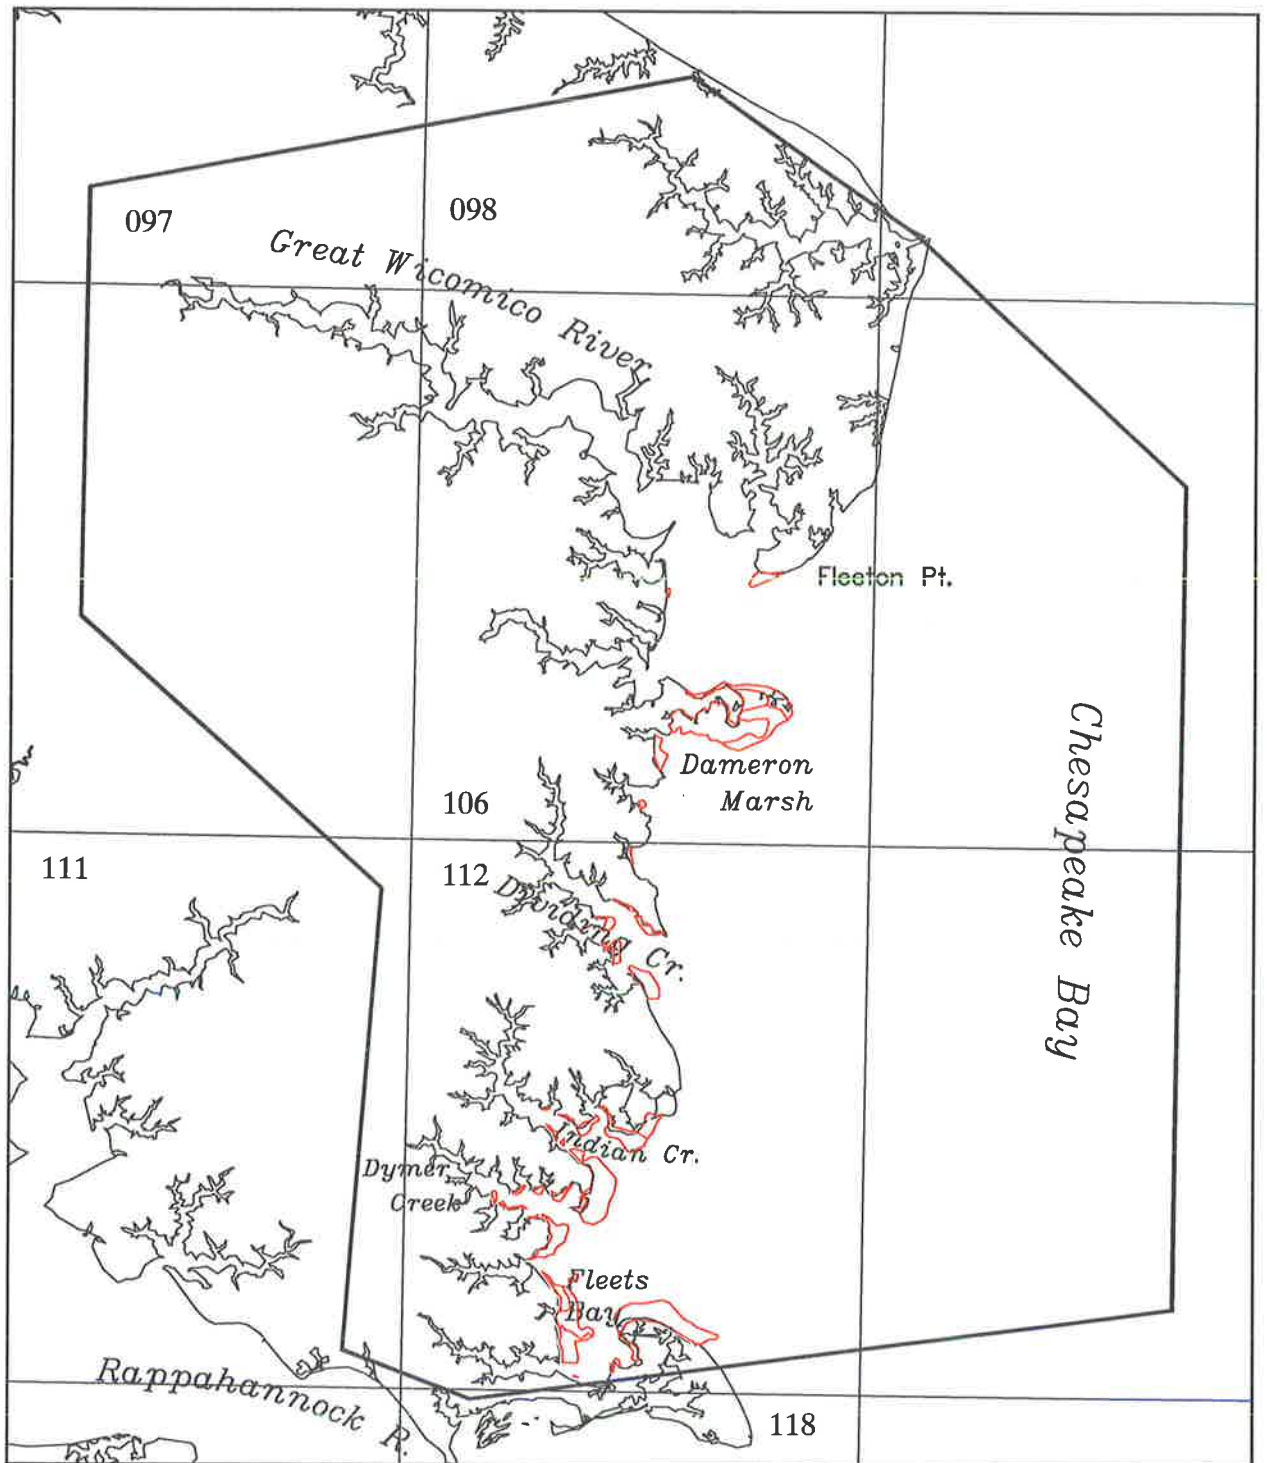 097
098
Great Wicomico River
Fleeton Pt.
Dameron
Marsh
106
111
112
Dividing Cr.
Chesapeake Bay
Indian Cr.
Dymer
Creek
Fleets
Bay
Rappahannock R.
118